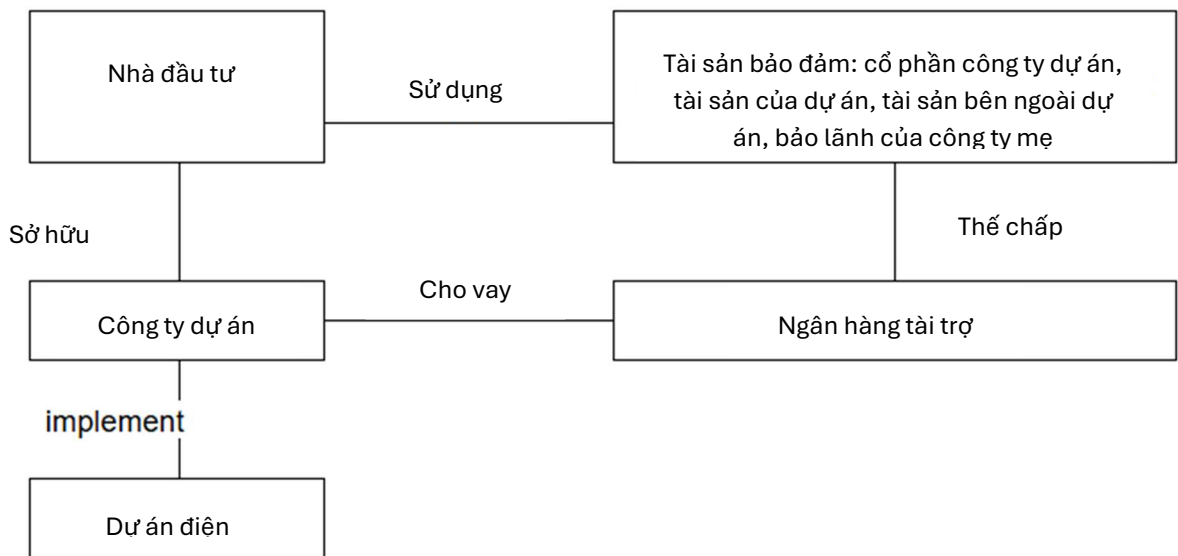 Nhà đầu tư
Sử dụng
Tài sản bảo đảm: cổ phần công ty dự án,
tài sản của dự án, tài sản bên ngoài dự
án, bảo lãnh của công ty mẹ
Sở hữu
Thế chấp
Công ty dự án
Cho vay
Ngân hàng tài trợ
implement
Dự án điện